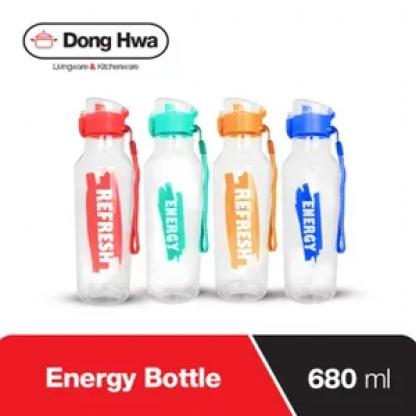 Dong Hwa
Livingware & Kitchenware
REFRESH
ENERGY
REFRESH
ENERGY
Energy Bottle
680 ml